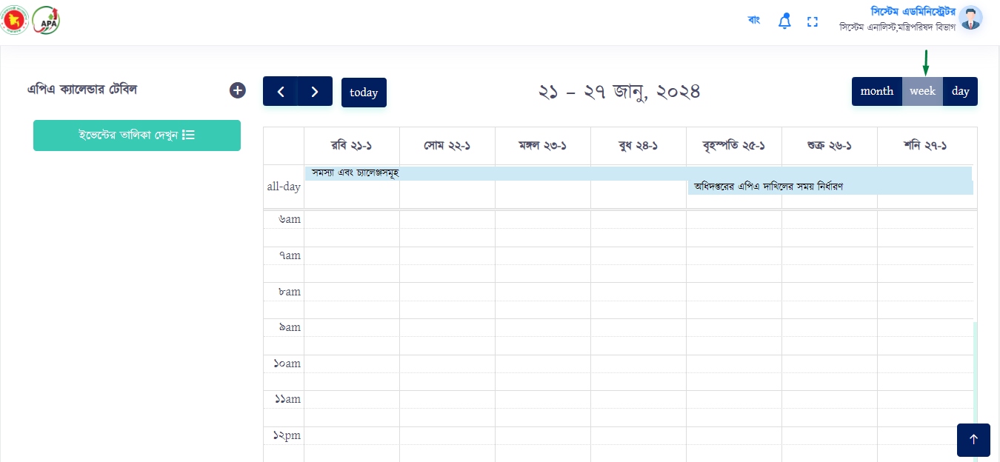 APA
বাং
সিস্টেম এডমিনিস্ট্রেটর
সিস্টেম এনালিস্ট,মন্ত্রিপরিষদ বিভাগ
এপিএ ক্যালেন্ডার টেবিল
today
২১ – ২৭ জানু, ২০২৪
month week day
ইভেন্টের তালিকা দেখুন
রবি ২১-১ সোম ২২-১ মঙ্গল ২৩-১ বুধ ২৪-১ বৃহস্পতি ২৫-১ শুক্র ২৬-১ শনি ২৭-১
সমস্যা এবং চ্যালেঞ্জসমূহ
all-day
অধিদপ্তরের এপিএ দাখিলের সময় নির্ধারণ
৬am
৭am
৮am
৯am
১০am
১১am
১২pm